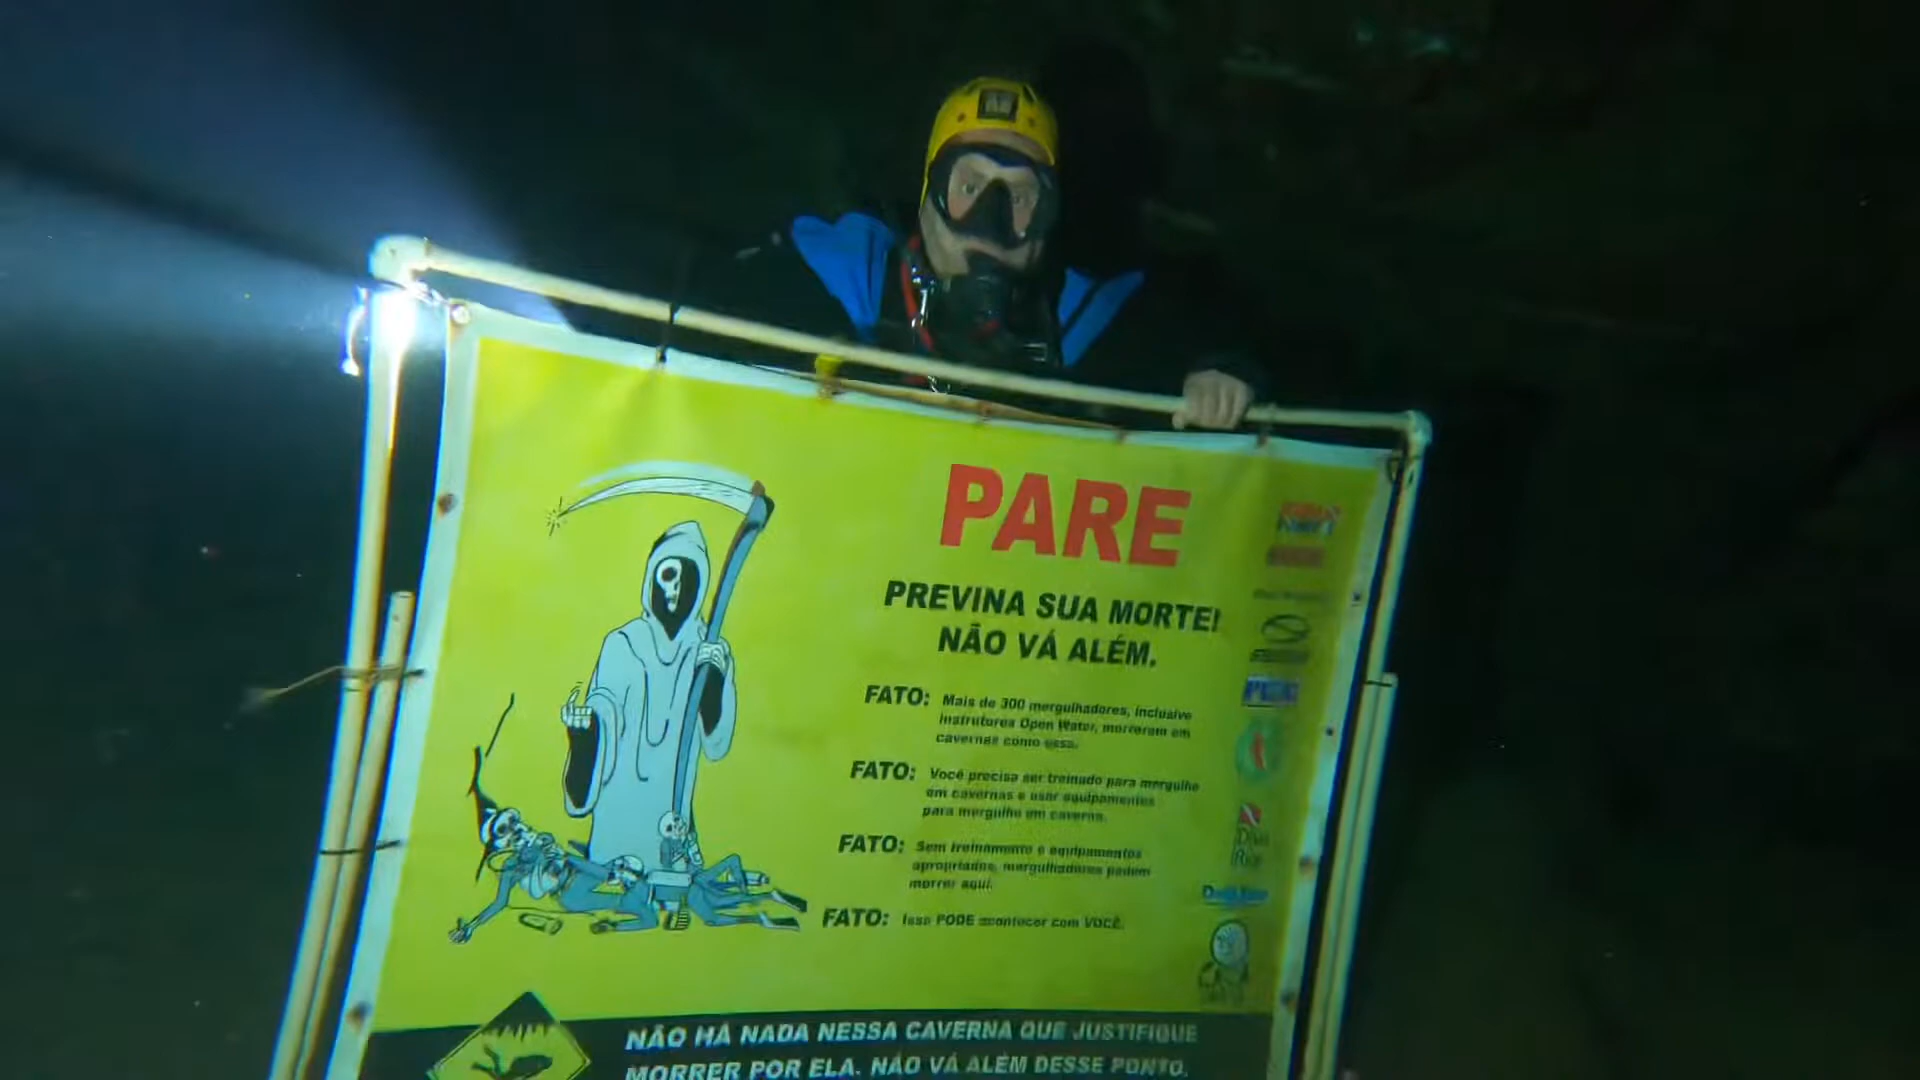 PARE
PREVINA SUA MORTE!
NÃO VÁ ALÉM.
FATO: Mais de 300 mergulhadores, inclusive
instrutores Open Water, morreram em
cavernas como essa.
FATO: Você precisa ser treinado para mergulho
em cavernas e usar equipamentos
para mergulho em caverna.
FATO: Sem treinamento e equipamentos
apropriados, mergulhadores podem
morrer aqui.
FATO: Isso PODE acontecer com VOCÊ.
NÃO HÁ NADA NESSA CAVERNA QUE JUSTIFIQUE
MORRER POR ELA. NÃO VÁ ALÉM DESSE PONTO.